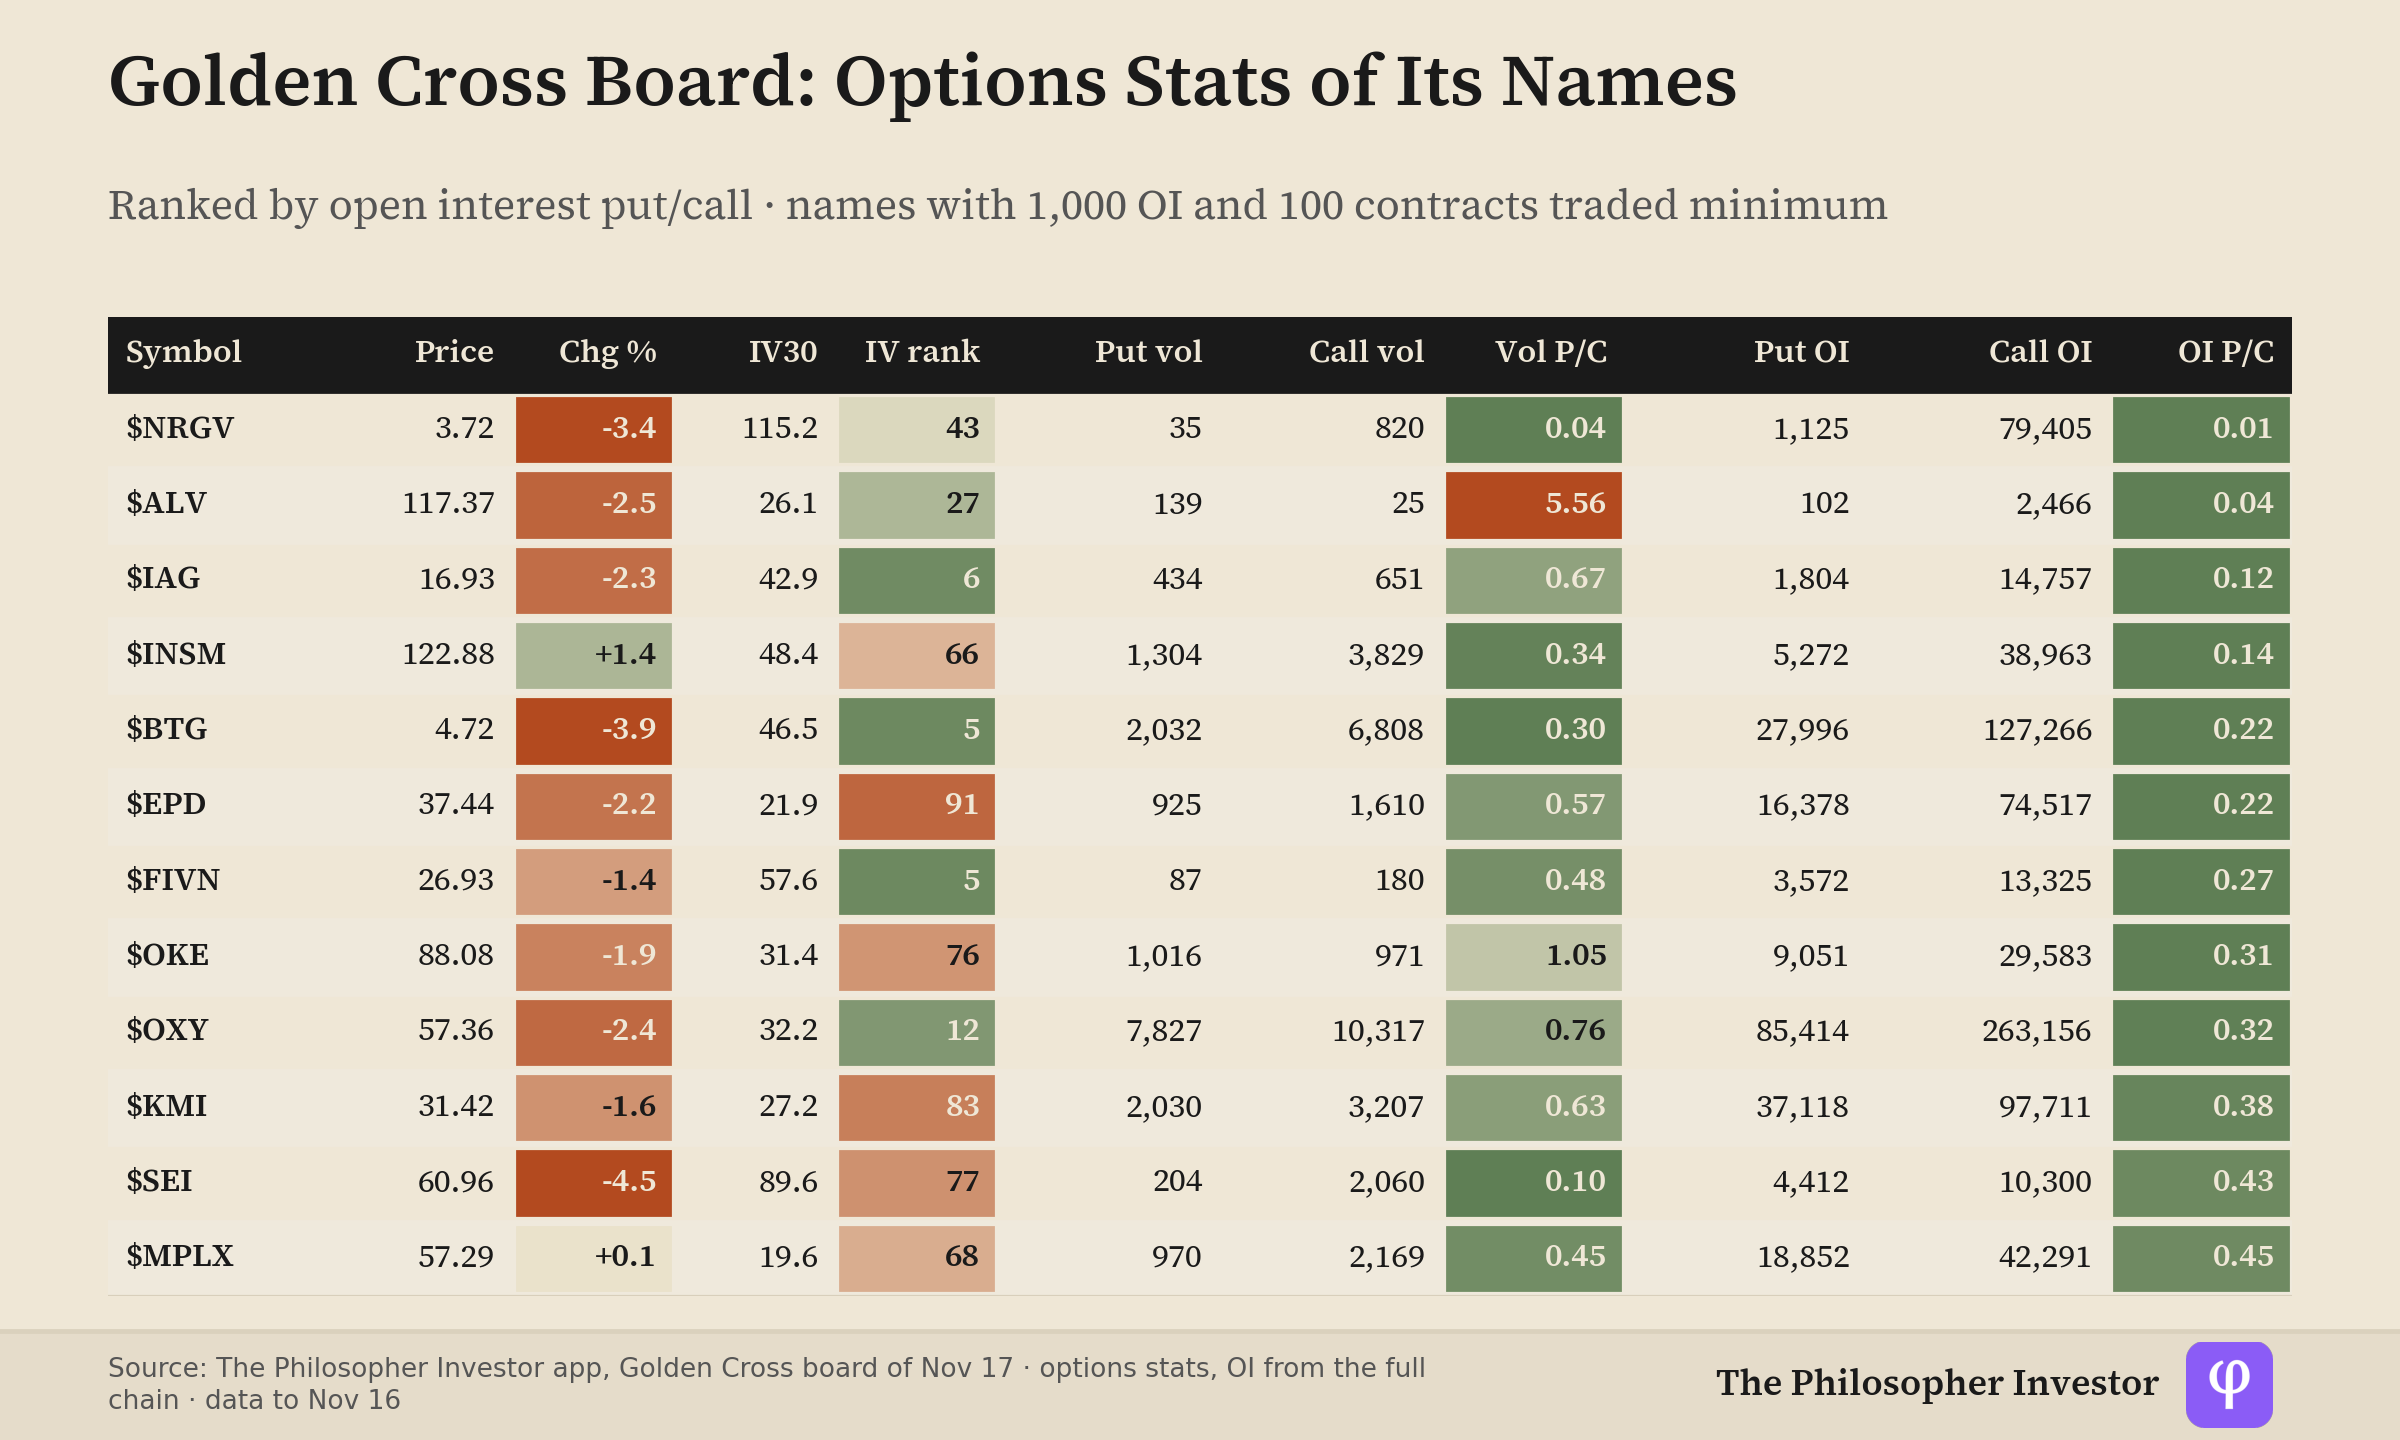 Golden Cross Board: Options Stats of Its Names
Ranked by open interest put/call · names with 1,000 OI and 100 contracts traded minimum
Symbol Price Chg % IV30 IV rank Put vol Call vol Vol P/C Put OI Call OI OI P/C
$NRGV 3.72 -3.4 115.2 43 35 820 0.04 1,125 79,405 0.01
$ALV 117.37 -2.5 26.1 27 139 25 5.56 102 2,466 0.04
$IAG 16.93 -2.3 42.9 6 434 651 0.67 1,804 14,757 0.12
$INSM 122.88 +1.4 48.4 66 1,304 3,829 0.34 5,272 38,963 0.14
$BTG 4.72 -3.9 46.5 5 2,032 6,808 0.30 27,996 127,266 0.22
$EPD 37.44 -2.2 21.9 91 925 1,610 0.57 16,378 74,517 0.22
$FIVN 26.93 -1.4 57.6 5 87 180 0.48 3,572 13,325 0.27
$OKE 88.08 -1.9 31.4 76 1,016 971 1.05 9,051 29,583 0.31
$OXY 57.36 -2.4 32.2 12 7,827 10,317 0.76 85,414 263,156 0.32
$KMI 31.42 -1.6 27.2 83 2,030 3,207 0.63 37,118 97,711 0.38
$SEI 60.96 -4.5 89.6 77 204 2,060 0.10 4,412 10,300 0.43
$MPLX 57.29 +0.1 19.6 68 970 2,169 0.45 18,852 42,291 0.45
Source: The Philosopher Investor app, Golden Cross board of Nov 17 · options stats, OI from the full
chain · data to Nov 16
The Philosopher Investor φ